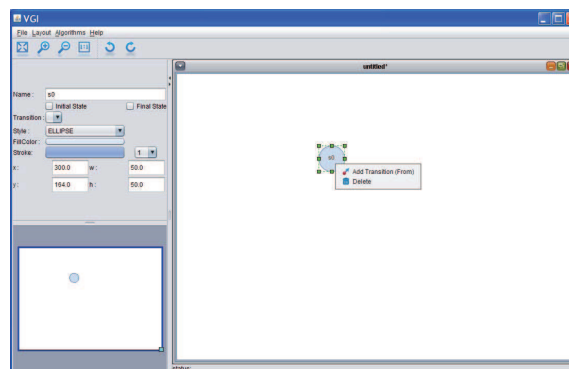 VGI
File Layout Algorithms Help
untitled*
Name: s0
Initial State Final State
Transition:
Style: ELLIPSE
FillColor:
Stroke: 1
x: 300.0 w: 50.0
y: 164.0 h: 50.0
s0
Add Transition (From)
Delete
status: